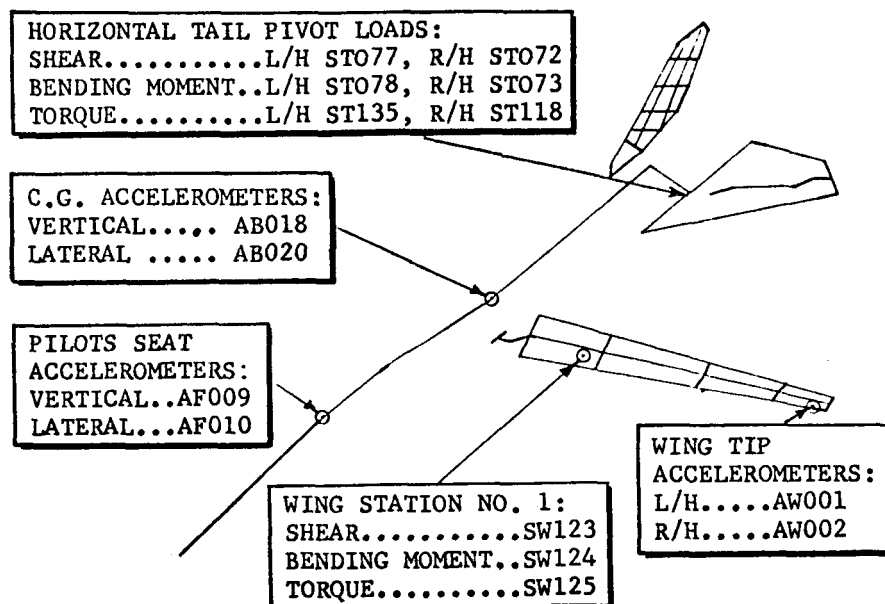 HORIZONTAL TAIL PIVOT LOADS:
SHEAR...........L/H STO77, R/H STO72
BENDING MOMENT..L/H STO78, R/H STO73
TORQUE..........L/H ST135, R/H ST118
C.G. ACCELEROMETERS:
VERTICAL..... AB018
LATERAL ..... AB020
PILOTS SEAT
ACCELEROMETERS:
VERTICAL..AF009
LATERAL...AF010
WING STATION NO. 1:
SHEAR...........SW123
BENDING MOMENT..SW124
TORQUE..........SW125
WING TIP
ACCELEROMETERS:
L/H.....AW001
R/H.....AW002